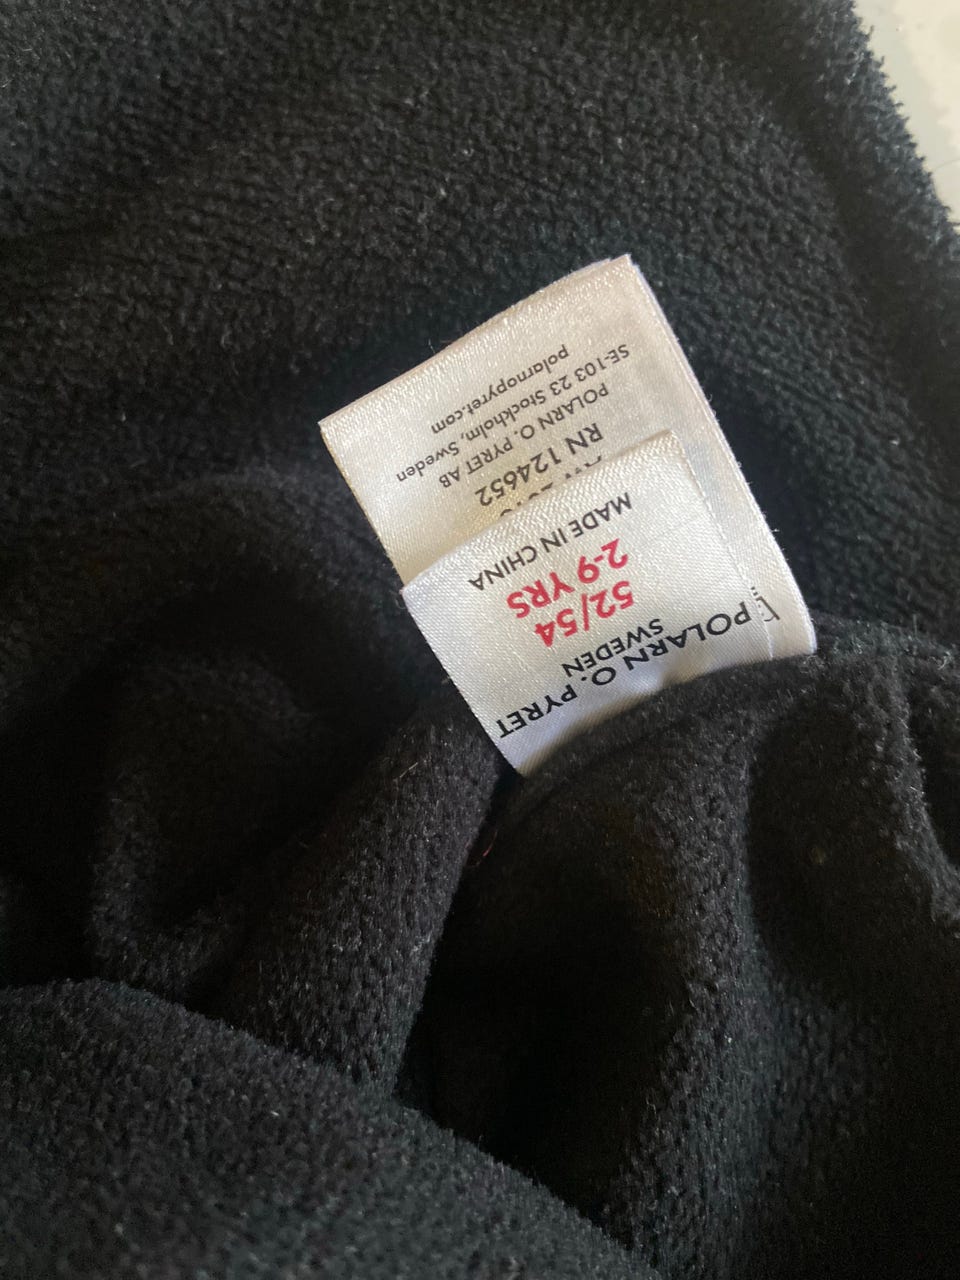 POLARN O. PYRET
SWEDEN
52/54
2-9 YRS
MADE IN CHINA
RN 124652
POLARN O. PYRET AB
SE-103 23 Stockholm, Sweden
polarnopyret.com